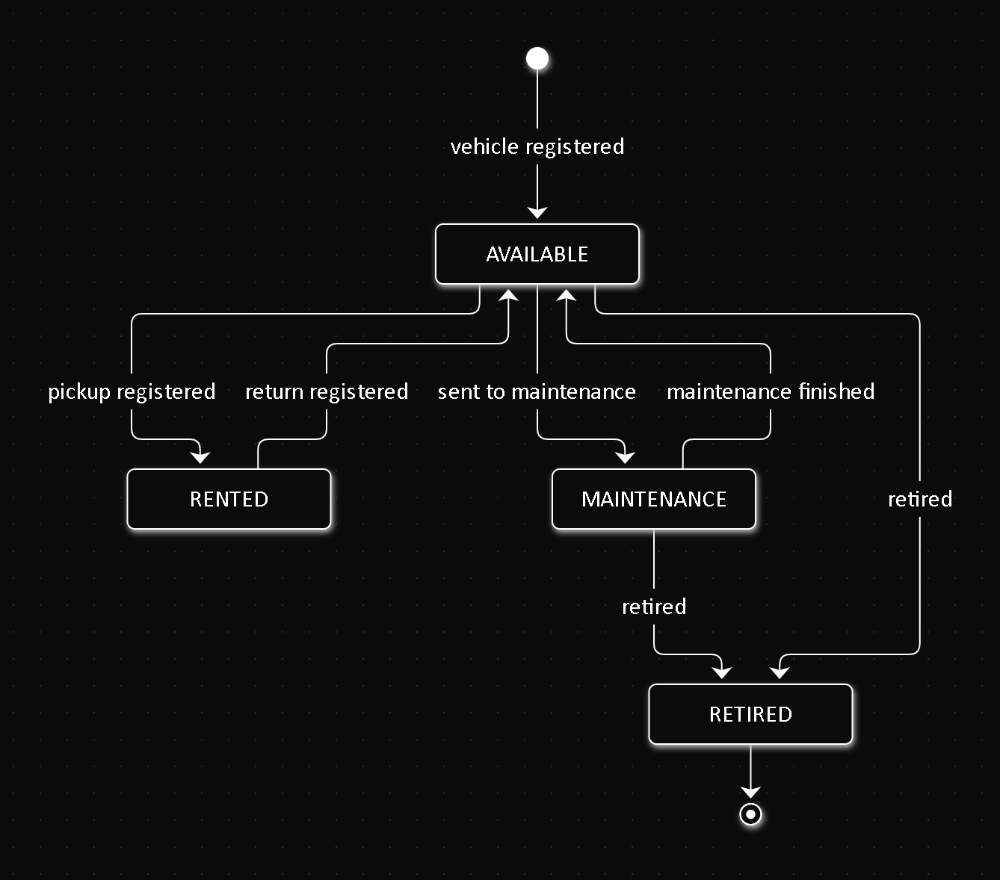 vehicle registered
AVAILABLE
pickup registered
return registered
sent to maintenance
maintenance finished
RENTED
MAINTENANCE
retired
retired
RETIRED